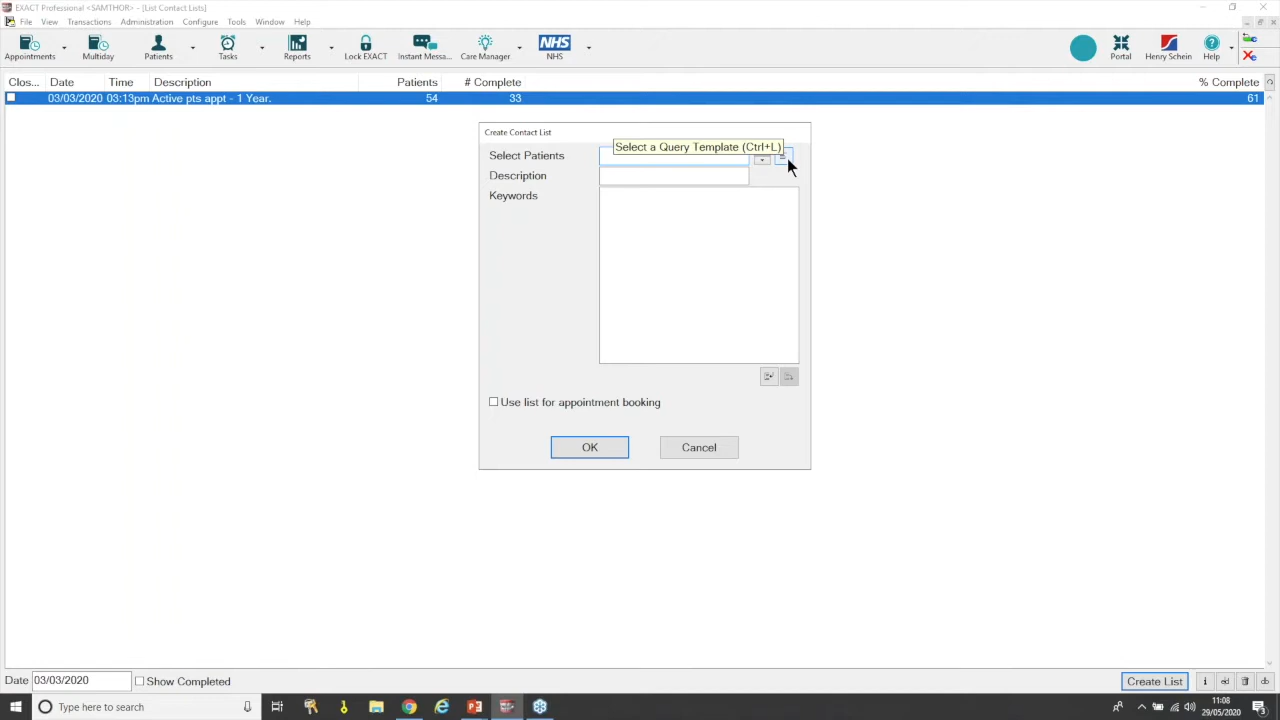 EXACT Professional <SAMTHOR> - [List Contact Lists]
File View Transactions Administration Configure Tools Window Help
Appointments Multiday Patients Tasks Reports Lock EXACT Instant Messa... Care Manager NHS NHS Portal Henry Schein Help
Clos... Date Time Description Patients # Complete % Complete
03/03/2020 03:13pm Active pts appt - 1 Year. 54 33 61
Create Contact List
Select a Query Template (Ctrl+L)
Select Patients
Description
Keywords
Use list for appointment booking
OK Cancel
Date 03/03/2020 Show Completed Create List
Type here to search
11:08
29/05/2020
3